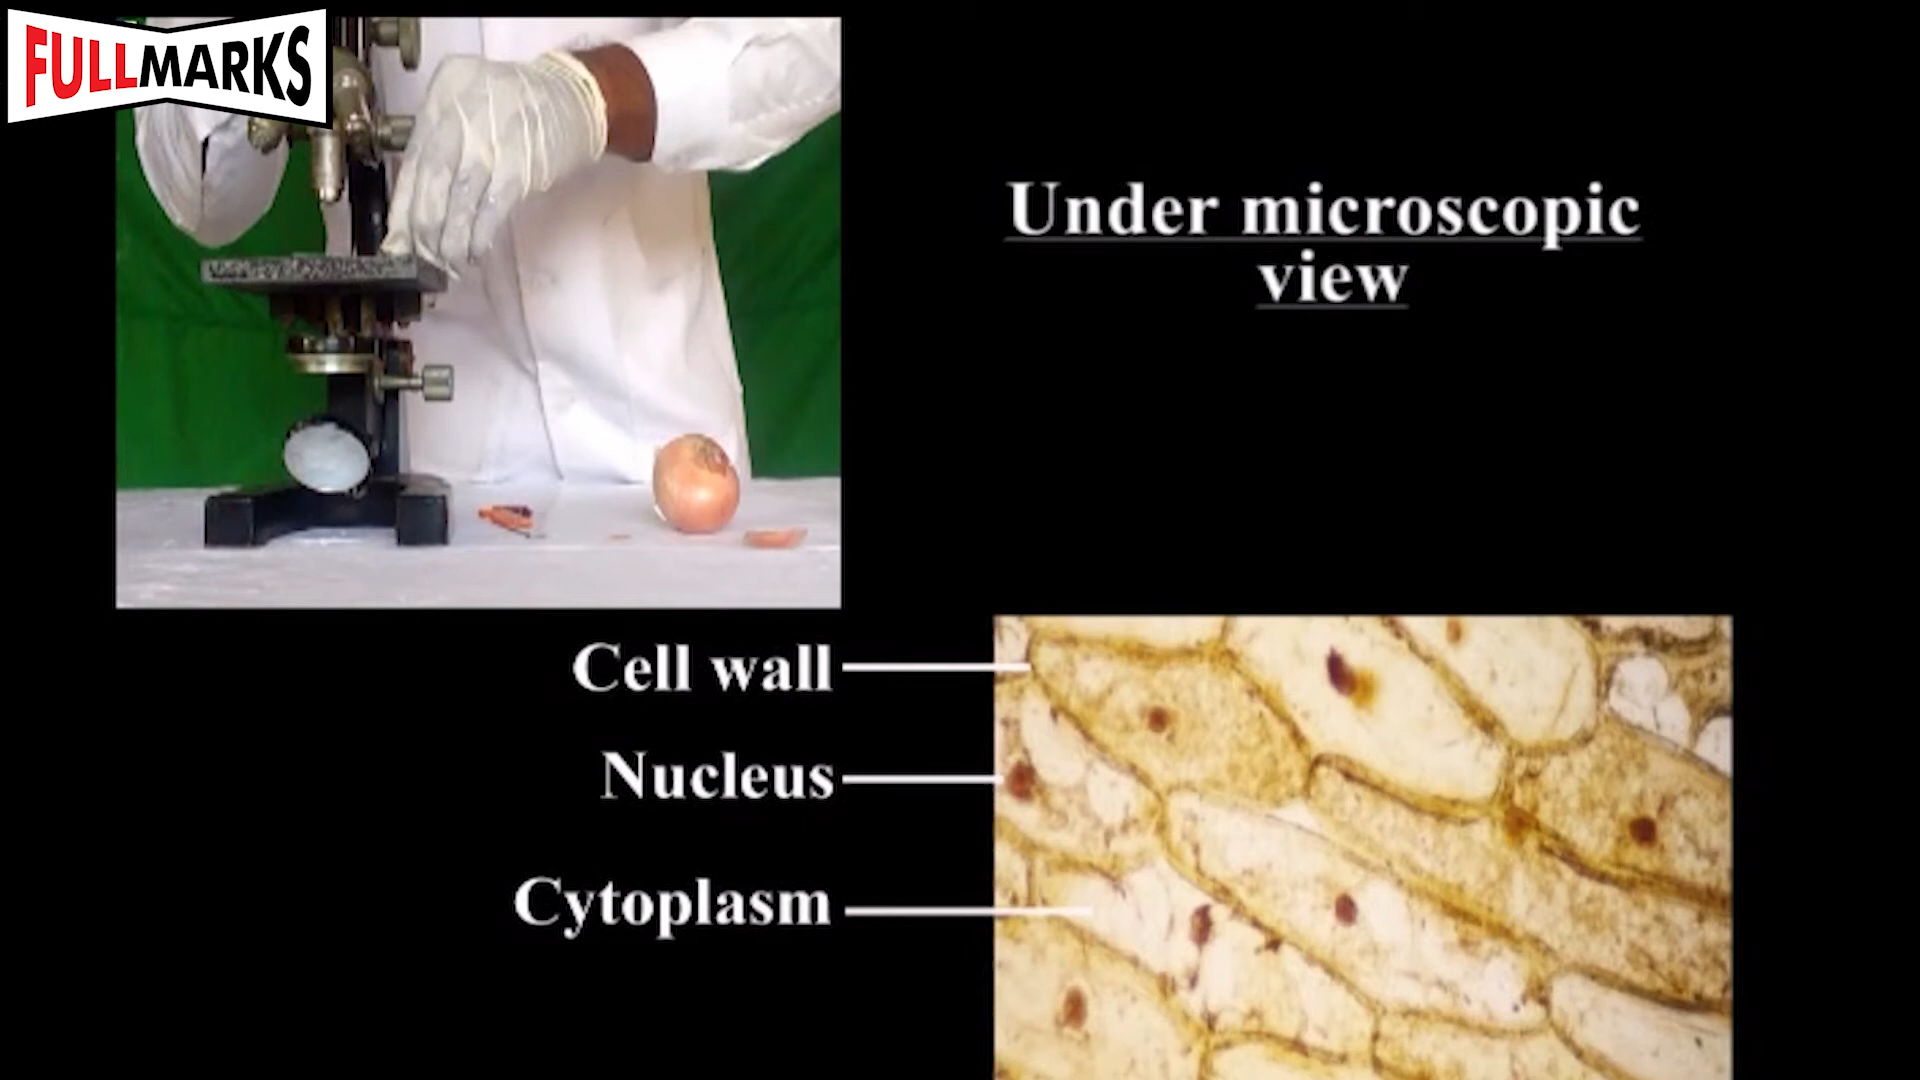 FULLMARKS
Under microscopic
view
Cell wall
Nucleus
Cytoplasm